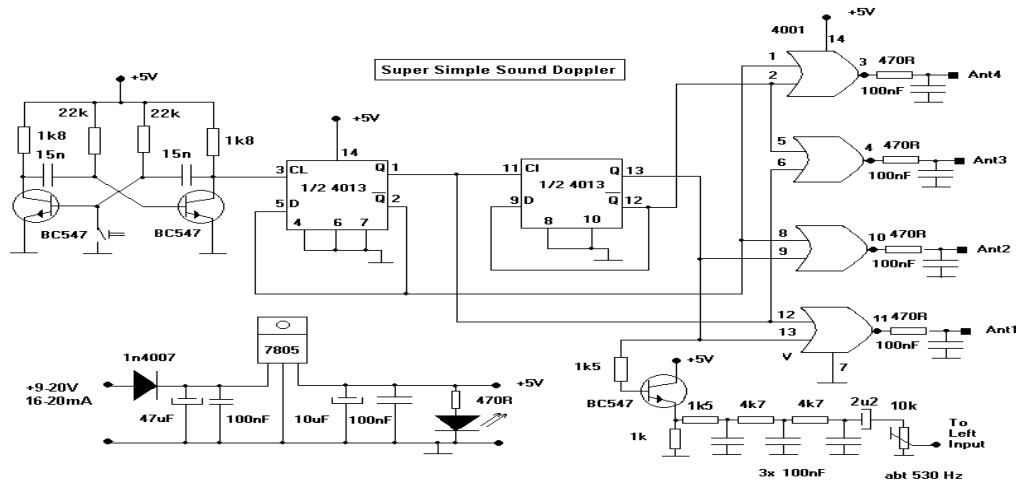 Super Simple Sound Doppler
+5V
22k
22k
1k8
1k8
15n
15n
BC547
BC547
+5V
14
3
CL
Q
1
1/2 4013
5
D
Q
2
4
6
7
11
Cl
Q
13
1/2 4013
9
D
Q
12
8
10
4001
+5V
14
1
2
3
470R
100nF
Ant4
5
6
4
470R
100nF
Ant3
8
9
10
470R
100nF
Ant2
12
13
11
470R
100nF
Ant1
V
7
1n4007
7805
+9-20V
16-20mA
47uF
100nF
10uF
100nF
+5V
470R
1k5
+5V
BC547
1k5
4k7
4k7
2u2
10k
1k
3x 100nF
To
Left
Input
abt 530 Hz